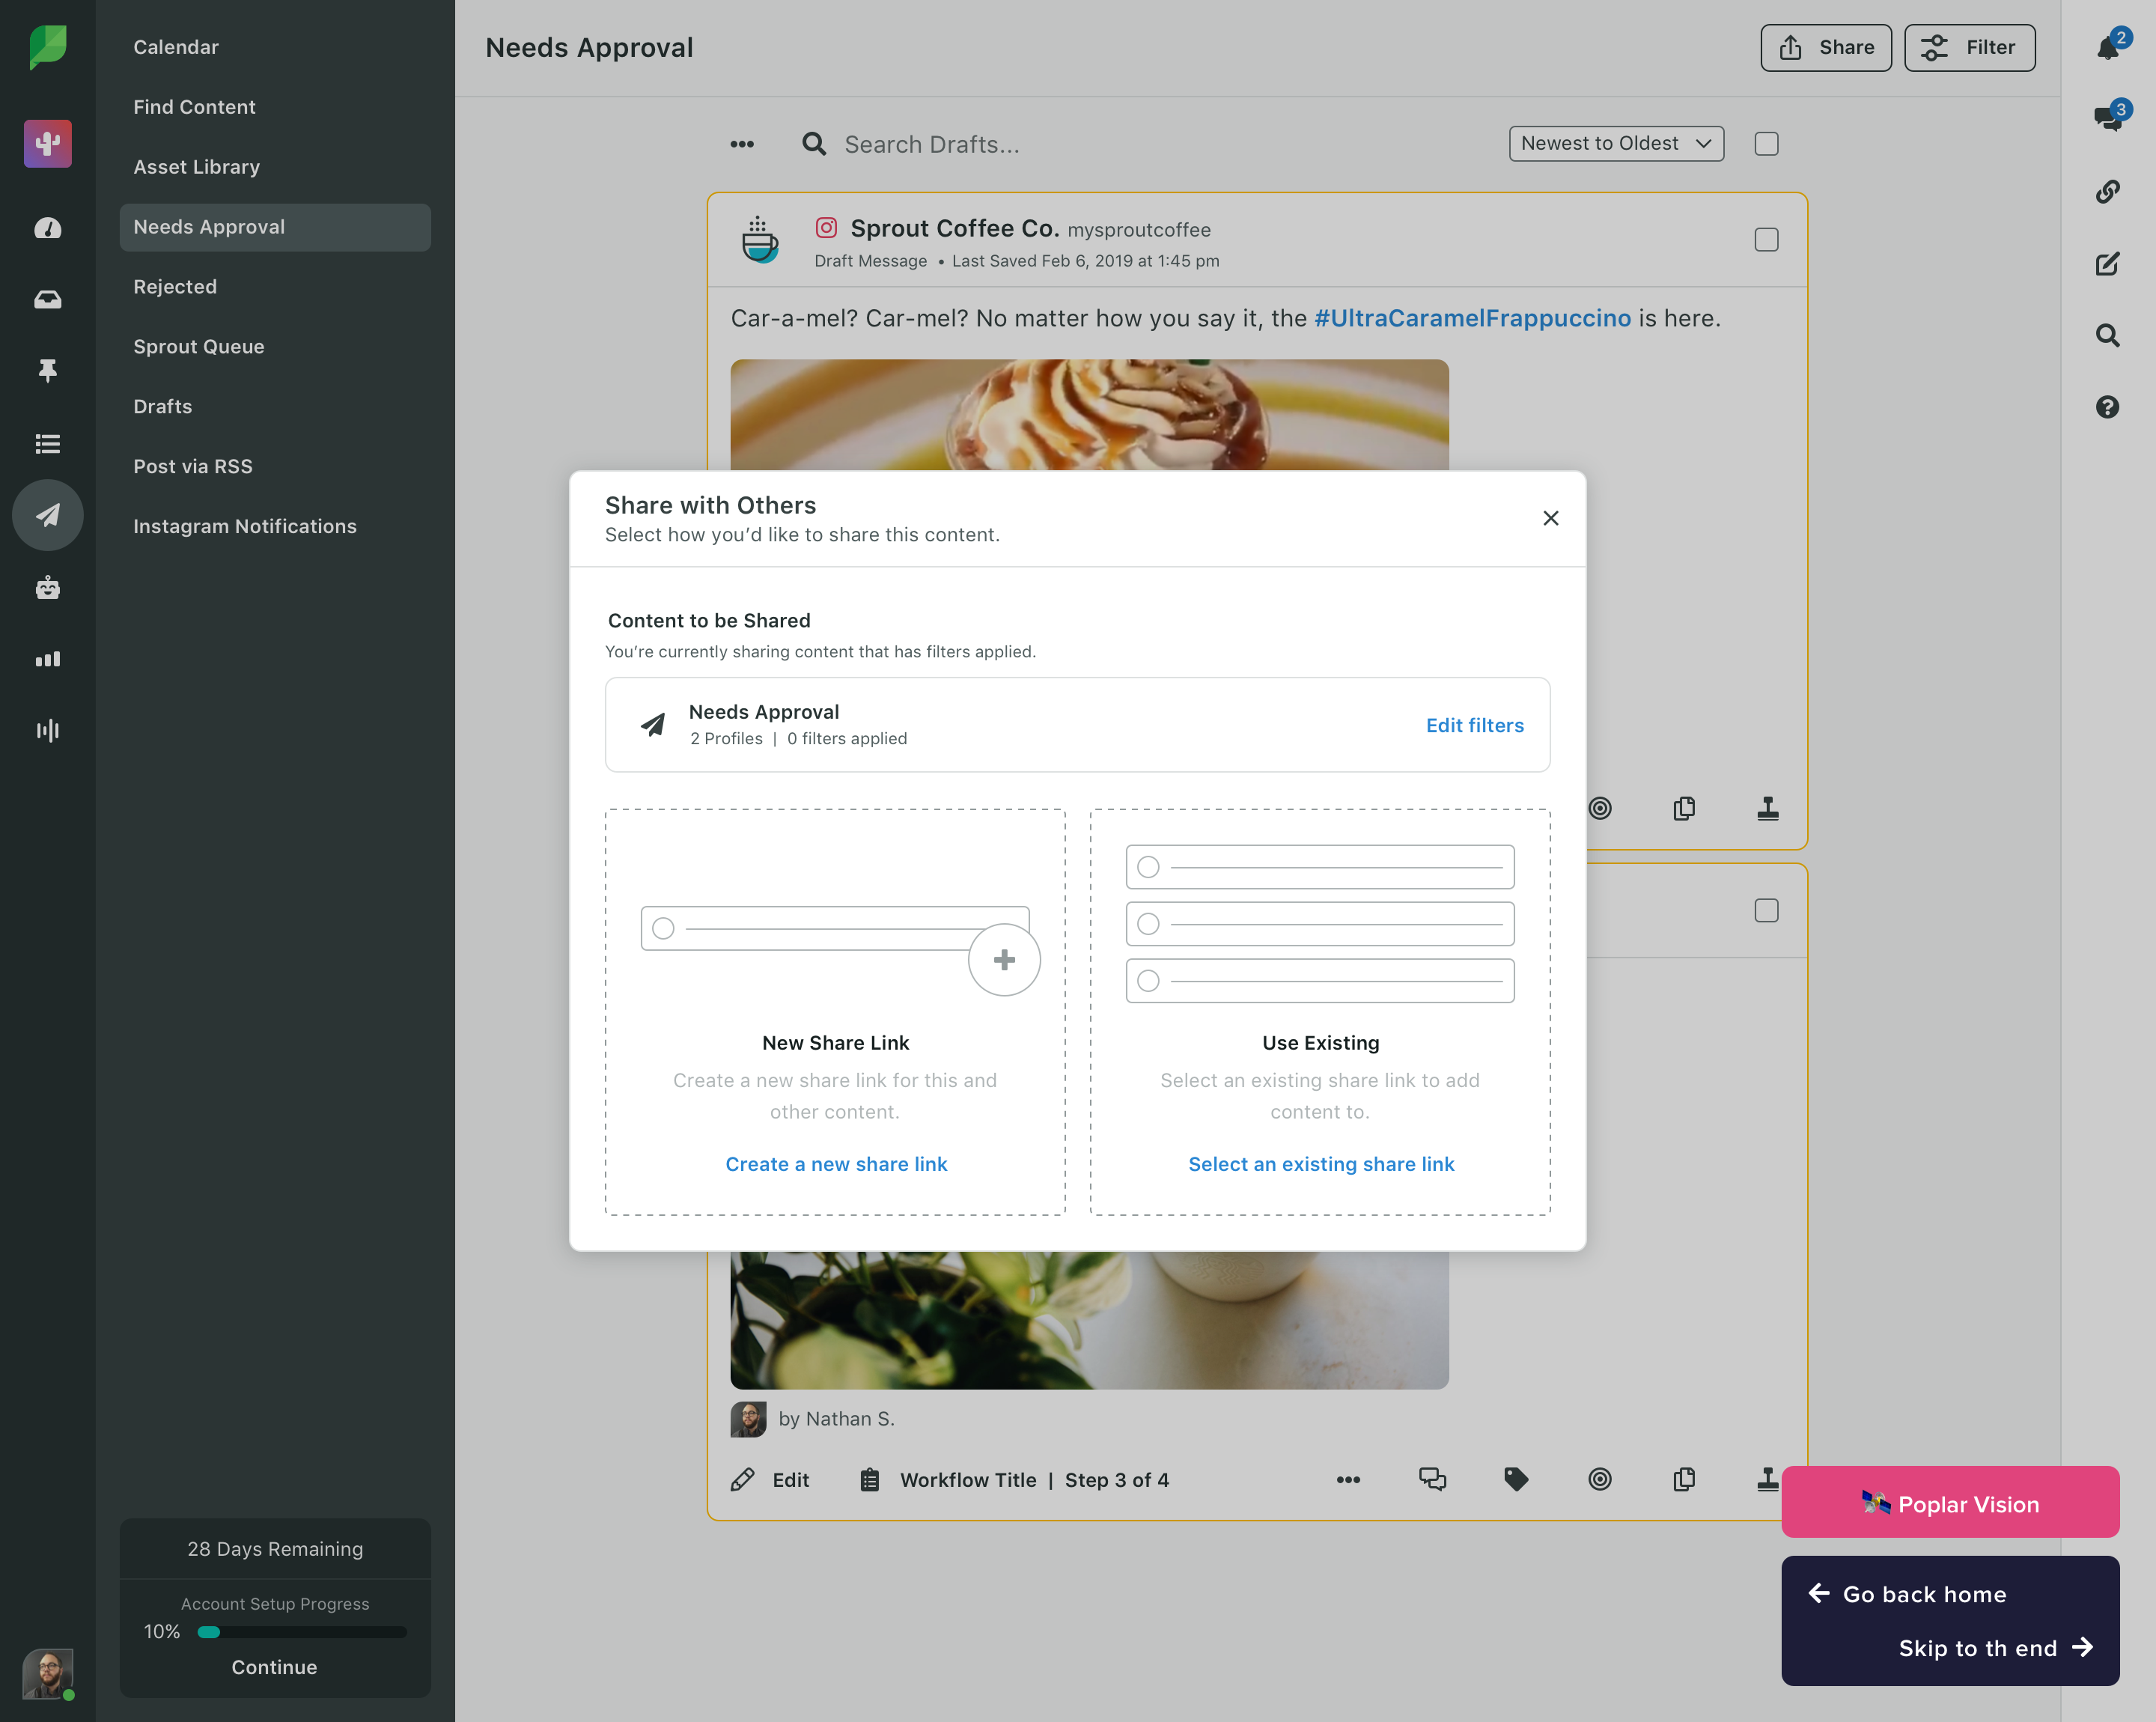 Calendar
Find Content
Asset Library
Needs Approval
Rejected
Sprout Queue
Drafts
Post via RSS
Instagram Notifications
28 Days Remaining
Account Setup Progress
10%
Continue
Needs Approval
Share
Filter
2
3
Search Drafts...
Newest to Oldest
Sprout Coffee Co. mysproutcoffee
Draft Message • Last Saved Feb 6, 2019 at 1:45 pm
Car-a-mel? Car-mel? No matter how you say it, the #UltraCaramelFrappuccino is here.
Share with Others
Select how you’d like to share this content.
Content to be Shared
You’re currently sharing content that has filters applied.
Needs Approval
2 Profiles | 0 filters applied
Edit filters
New Share Link
Create a new share link for this and
other content.
Create a new share link
Use Existing
Select an existing share link to add
content to.
Select an existing share link
by Nathan S.
Edit
Workflow Title | Step 3 of 4
Poplar Vision
Go back home
Skip to th end